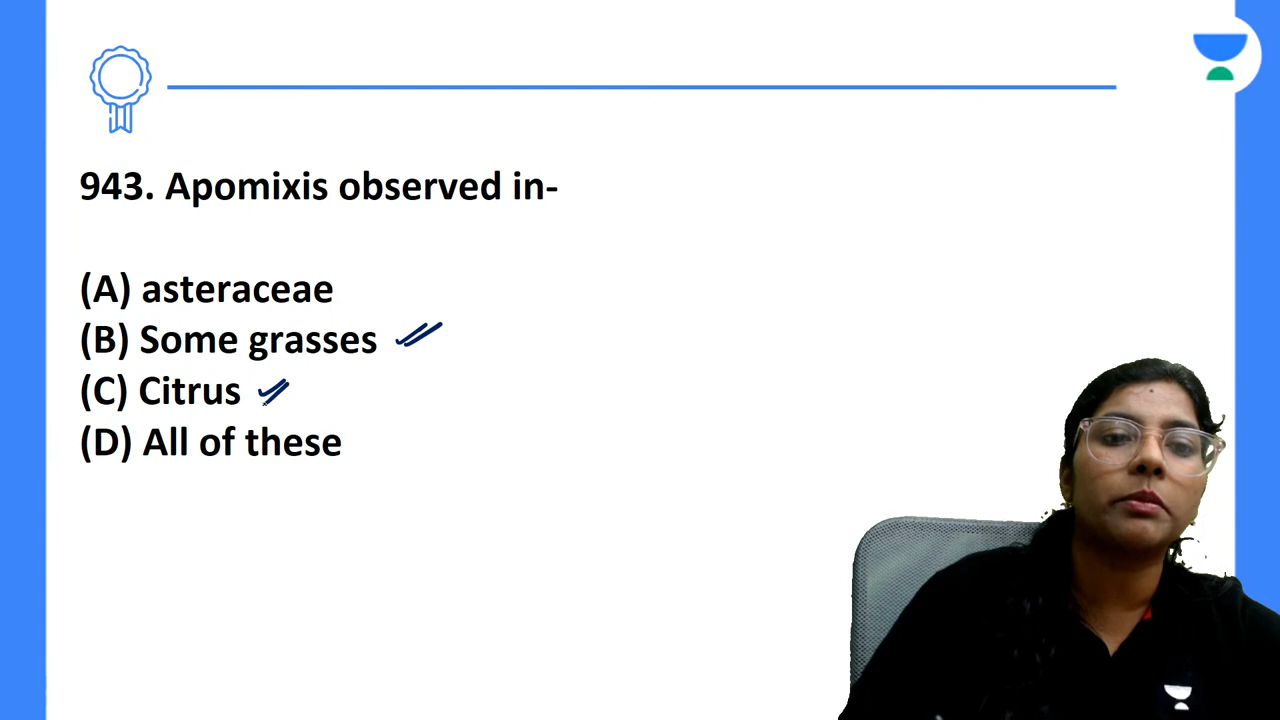 943. Apomixis observed in-
(A) asteraceae
(B) Some grasses
(C) Citrus
(D) All of these